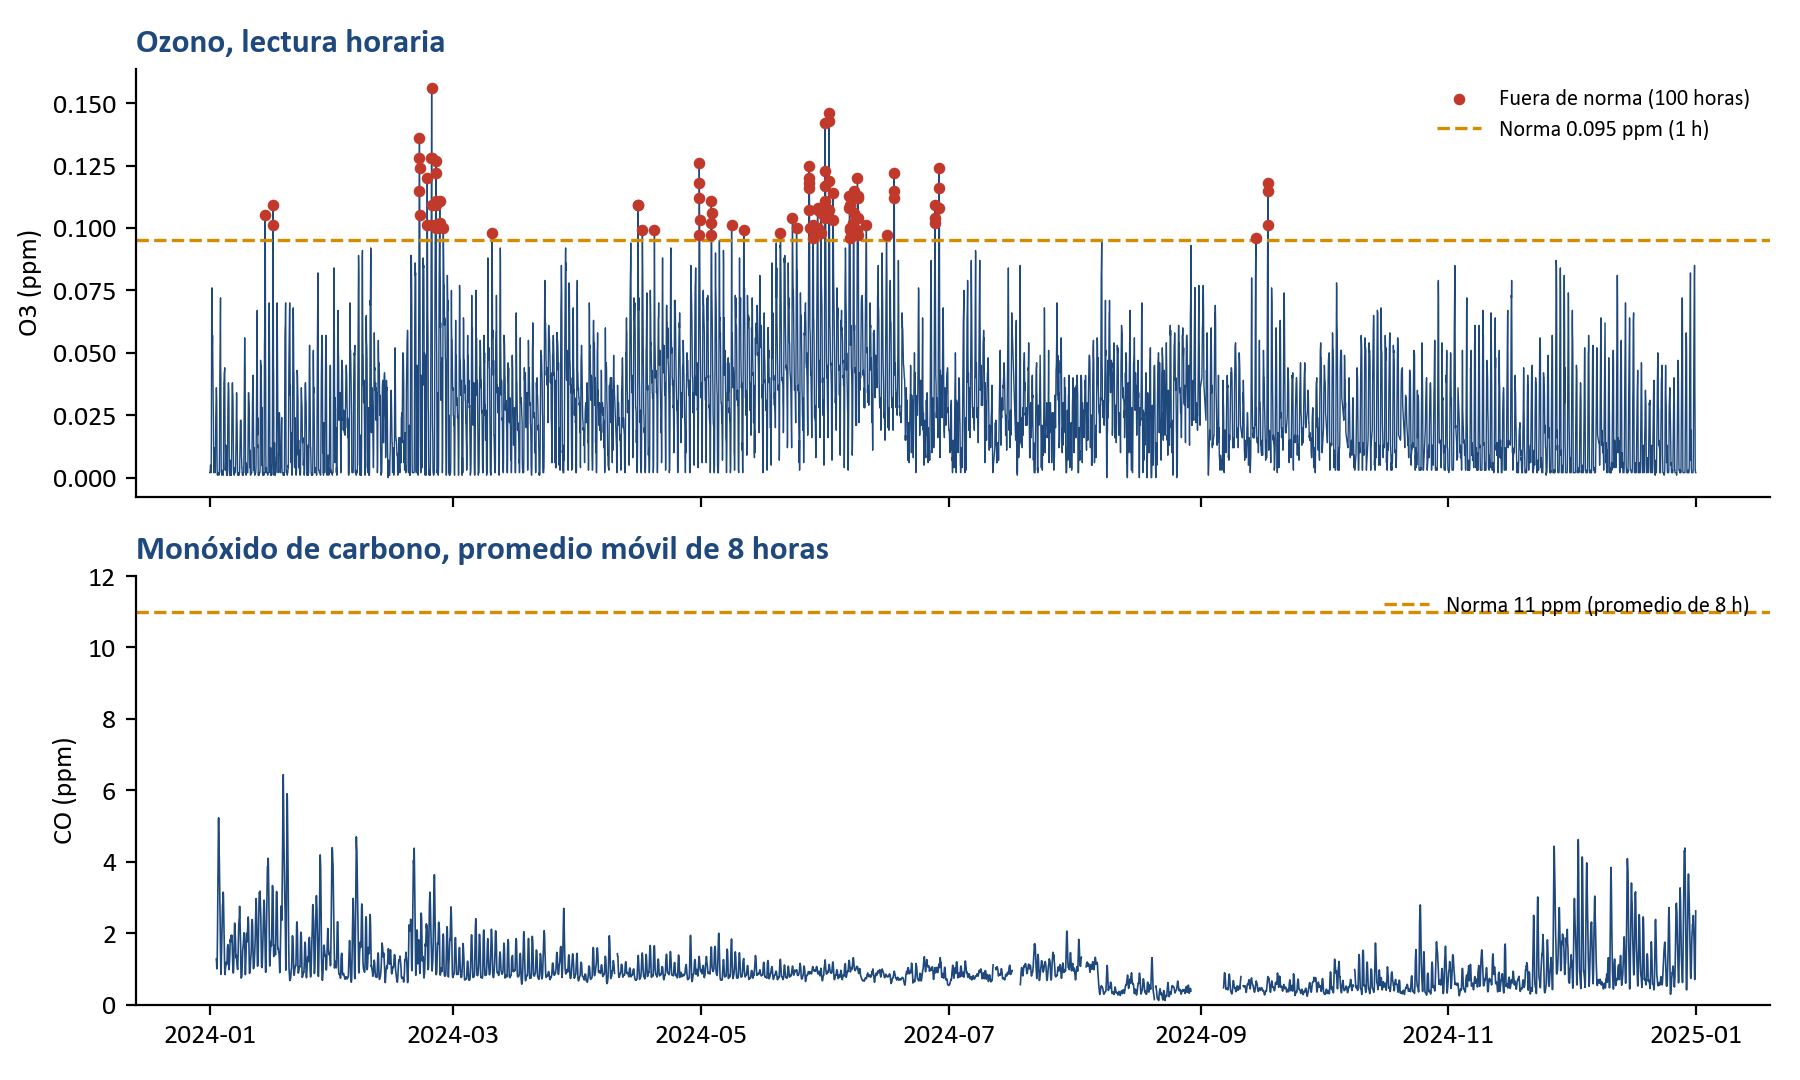 Ozono, lectura horaria
O3 (ppm)
0.150
0.125
0.100
0.075
0.050
0.025
0.000
Fuera de norma (100 horas)
Norma 0.095 ppm (1 h)
Monóxido de carbono, promedio móvil de 8 horas
CO (ppm)
12
10
8
6
4
2
0
Norma 11 ppm (promedio de 8 h)
2024-01 2024-03 2024-05 2024-07 2024-09 2024-11 2025-01